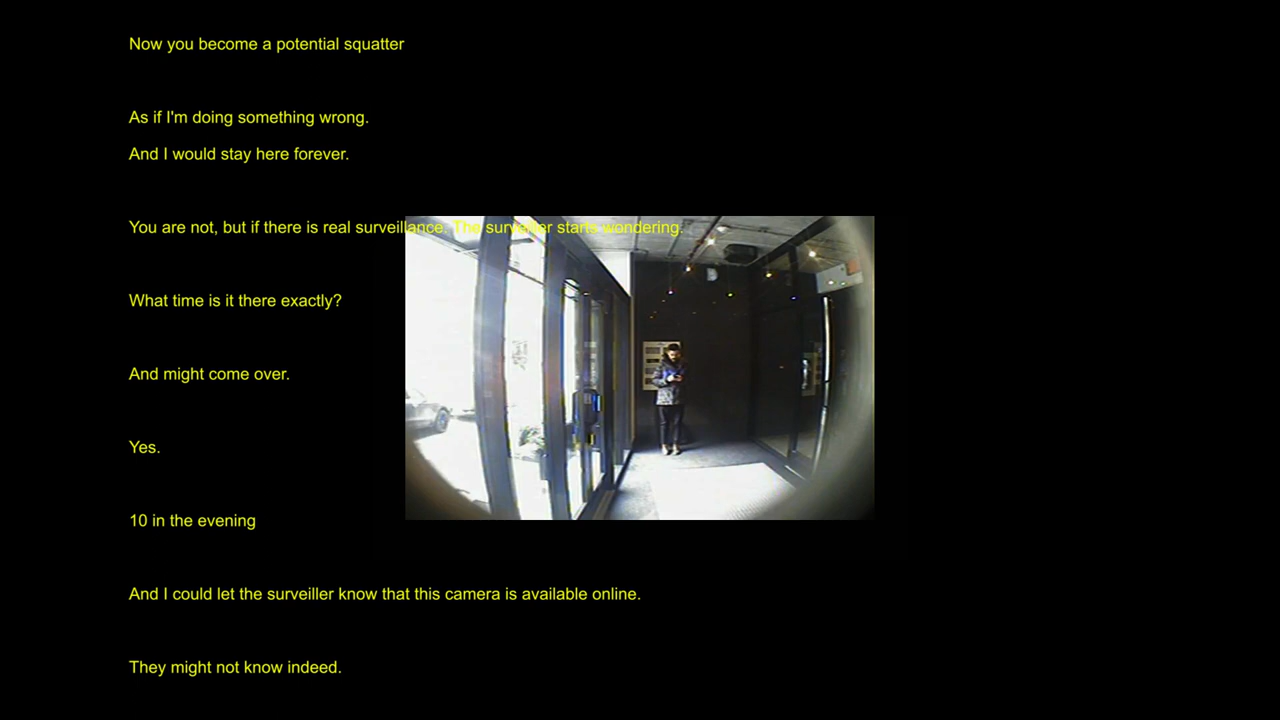 Now you become a potential squatter
As if I'm doing something wrong.
And I would stay here forever.
You are not, but if there is real surveillance. The surveiller starts wondering.
What time is it there exactly?
And might come over.
Yes.
10 in the evening
And I could let the surveiller know that this camera is available online.
They might not know indeed.